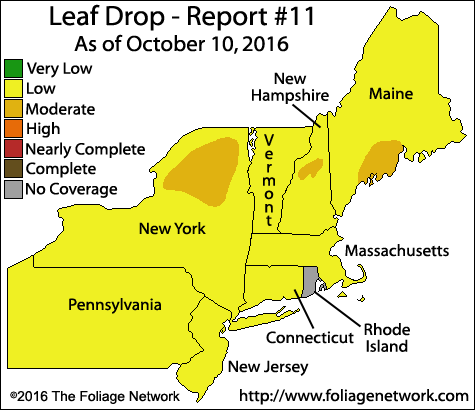 Leaf Drop - Report #11
As of October 10, 2016
Very Low
Low
Moderate
High
Nearly Complete
Complete
No Coverage
New
Hampshire
Maine
Vermont
New York
Massachusetts
Pennsylvania
Connecticut
Rhode
Island
New Jersey
©2016 The Foliage Network
http://www.foliagenetwork.com